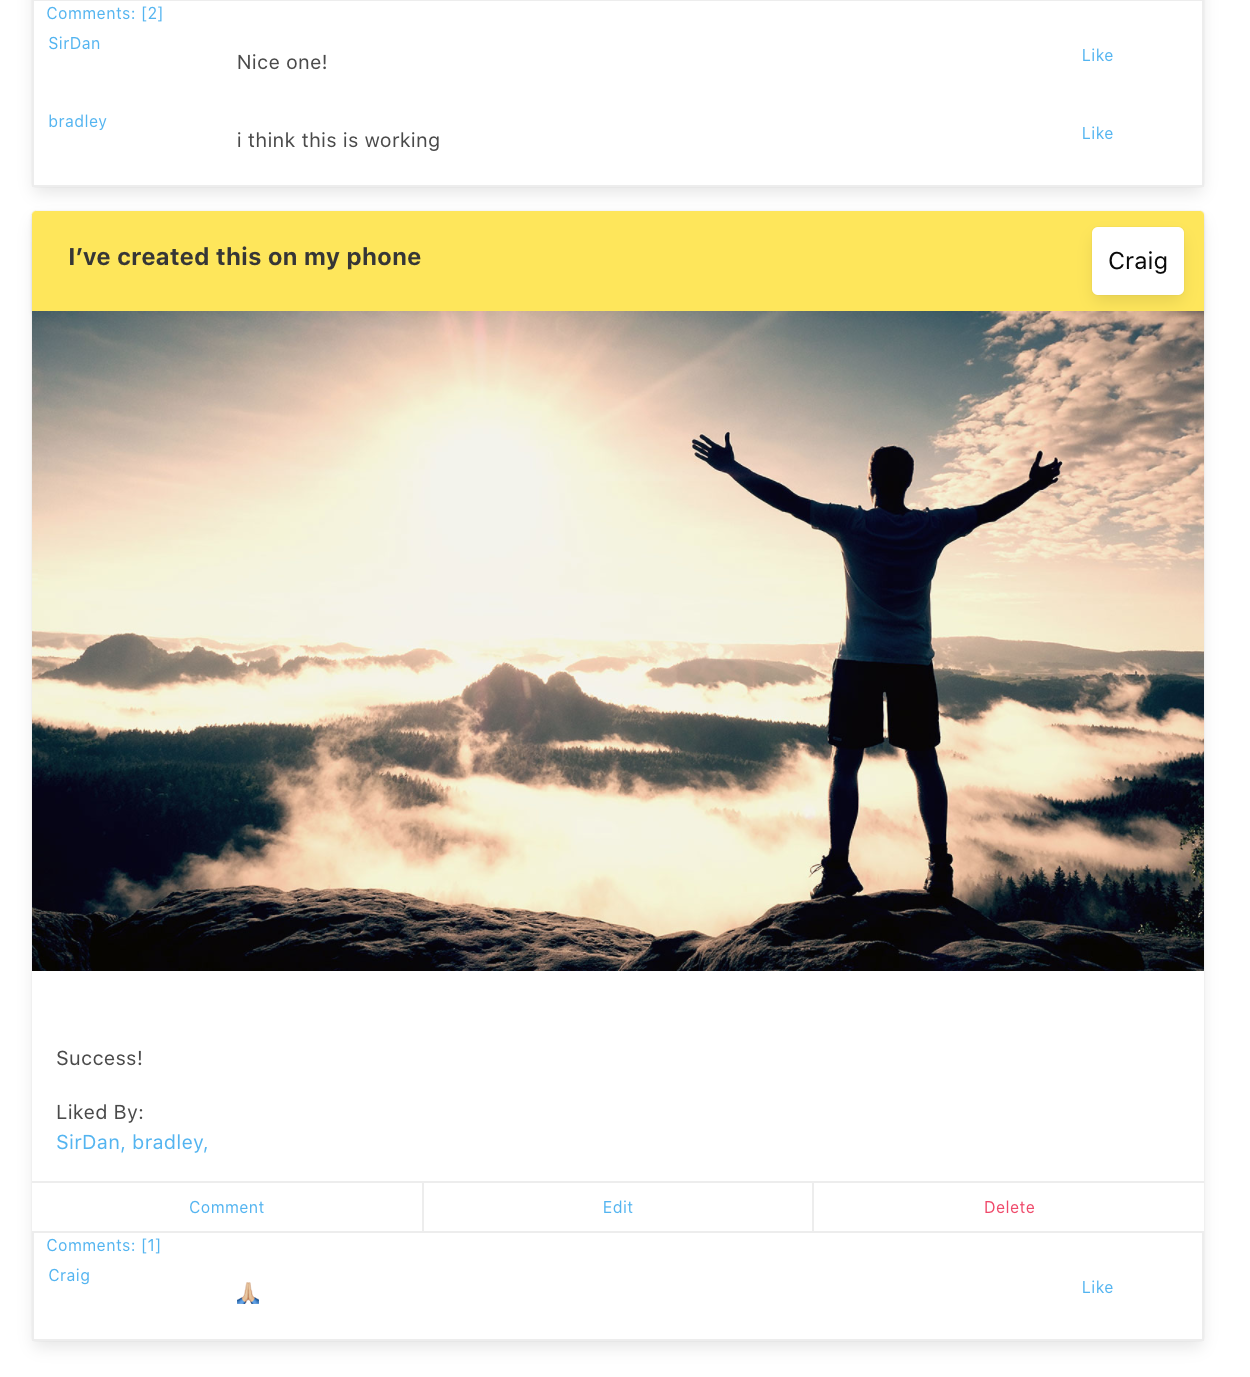 Comments: [2]
SirDan
Nice one!
Like
bradley
i think this is working
Like
I’ve created this on my phone
Craig
Success!
Liked By:
SirDan, bradley,
Comment
Edit
Delete
Comments: [1]
Craig
🙏🏼
Like